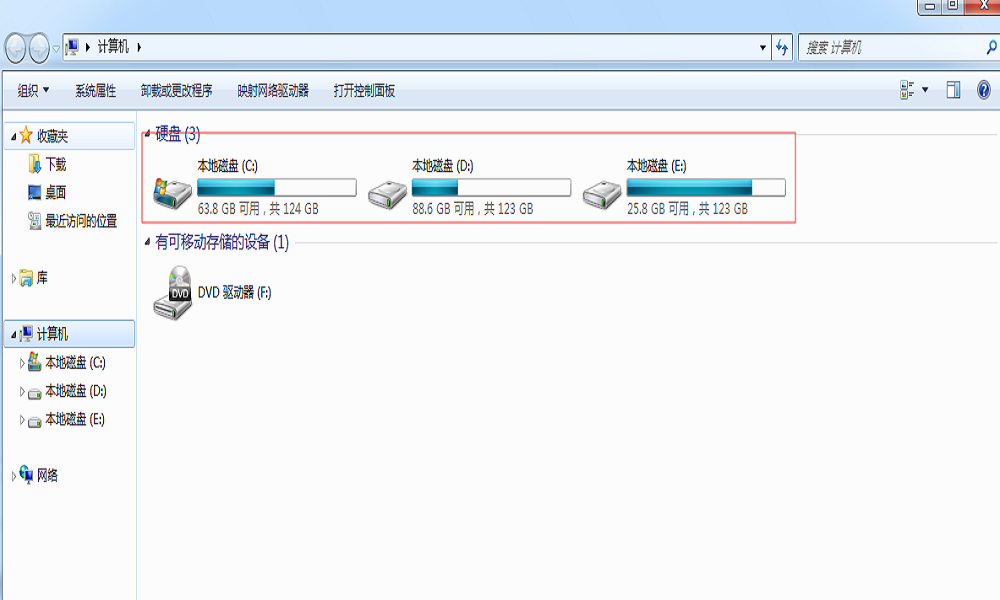 计算机
搜索 计算机
组织 系统属性 卸载或更改程序 映射网络驱动器 打开控制面板
收藏夹
下载
桌面
最近访问的位置
库
计算机
本地磁盘 (C:)
本地磁盘 (D:)
本地磁盘 (E:)
网络
硬盘 (3)
本地磁盘 (C:)
63.8 GB 可用 , 共 124 GB
本地磁盘 (D:)
88.6 GB 可用 , 共 123 GB
本地磁盘 (E:)
25.8 GB 可用 , 共 123 GB
有可移动存储的设备 (1)
DVD
DVD 驱动器 (F:)